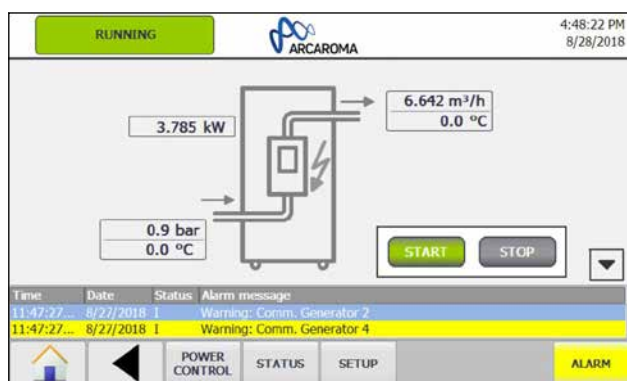 RUNNING
ARCAROMA
4:48:22 PM
8/28/2018
3.785 kW
6.642 m³/h
0.0 ºC
0.9 bar
0.0 ºC
START STOP
Time Date Status Alarm message
11:47:27... 8/27/2018 I Warning: Comm. Generator 2
11:47:27... 8/27/2018 I Warning: Comm. Generator 4
POWER
CONTROL STATUS SETUP ALARM